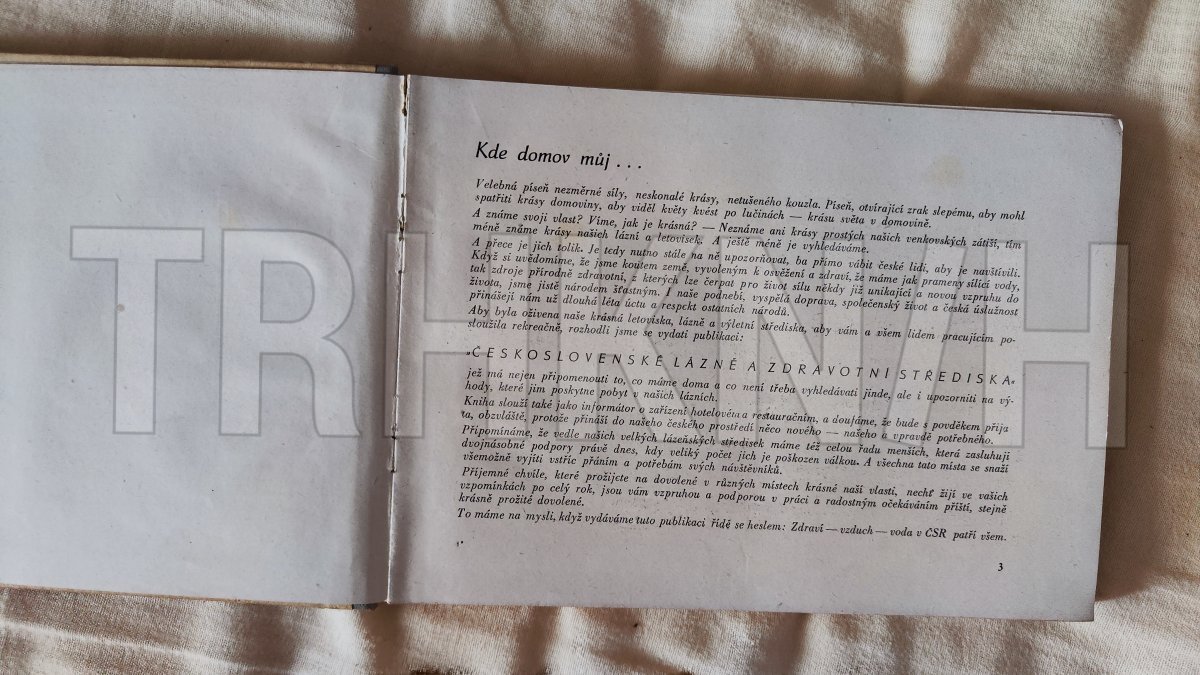 Kde domov můj . . .
Velebná píseň nezměrné síly, neskonalé krásy, netušeného kouzla. Píseň, otvírající zrak slepému, aby mohl
spatřiti krásy domoviny, aby viděl květy kvést po lučinách — krásu světa v domovině.
A známe svoji vlast? Víme, jak je krásná? — Neznáme ani krásy prostých našich venkovských zátiší, tím
méně známe krásy našich lázní a letovisek. A ještě méně je vyhledáváme.
A přece je jich tolik. Je tedy nutno stále na ně upozorňovat, ba přímo vábit české lidi, aby je navštívili.
Když si uvědomíme, že jsme koutem země, vyvoleným k osvěžení a zdraví, že máme jak prameny sílící vody,
tak zdroje přírodně zdravotní, z kterých lze čerpat pro život sílu někdy již unikající a novou vzpruhu do
života, jsme jistě národem šťastným. I naše podnebí, vyspělá doprava, společenský život a česká úslužnost
přinášejí nám už dlouhá léta úctu a respekt ostatních národů.
Aby byla oživena naše krásná letoviska, lázně a výletní střediska, aby vám a všem lidem pracujícím po-
sloužila rekreačně, rozhodli jsme se vydati publikaci:
»ČESKOSLOVENSKÉ LÁZNĚ A ZDRAVOTNÍ STŘEDISKA«
jež má nejen připomenouti to, co máme doma a co není třeba vyhledávati jinde, ale i upozorniti na vý-
hody, které jim poskytne pobyt v našich lázních.
Kniha slouží také jako informátor o zařízení hotelovém a restauračním, a doufáme, že bude s povděkem přija
ta, obzvláště, protože přináší do našeho českého prostředí něco nového — našeho a vpravdě potřebného.
Připomínáme, že vedle našich velkých lázeňských středisek máme též celou řadu menších, která zasluhují
dvojnásobné podpory právě dnes, kdy veliký počet jich je poškozen válkou. A všechna tato místa se snaží
všemožně vyjíti vstříc přáním a potřebám svých návštěvníků.
Příjemné chvíle, které prožijete na dovolené v různých místech krásné naší vlasti, nechť žijí ve vašich
vzpomínkách po celý rok, jsou vám vzpruhou a podporou v práci a radostným očekáváním příští, stejně
krásně prožité dovolené.
To máme na mysli, když vydáváme tuto publikaci řídě se heslem: Zdraví — vzduch — voda v ČSR patří všem.
3
TRH KNIH